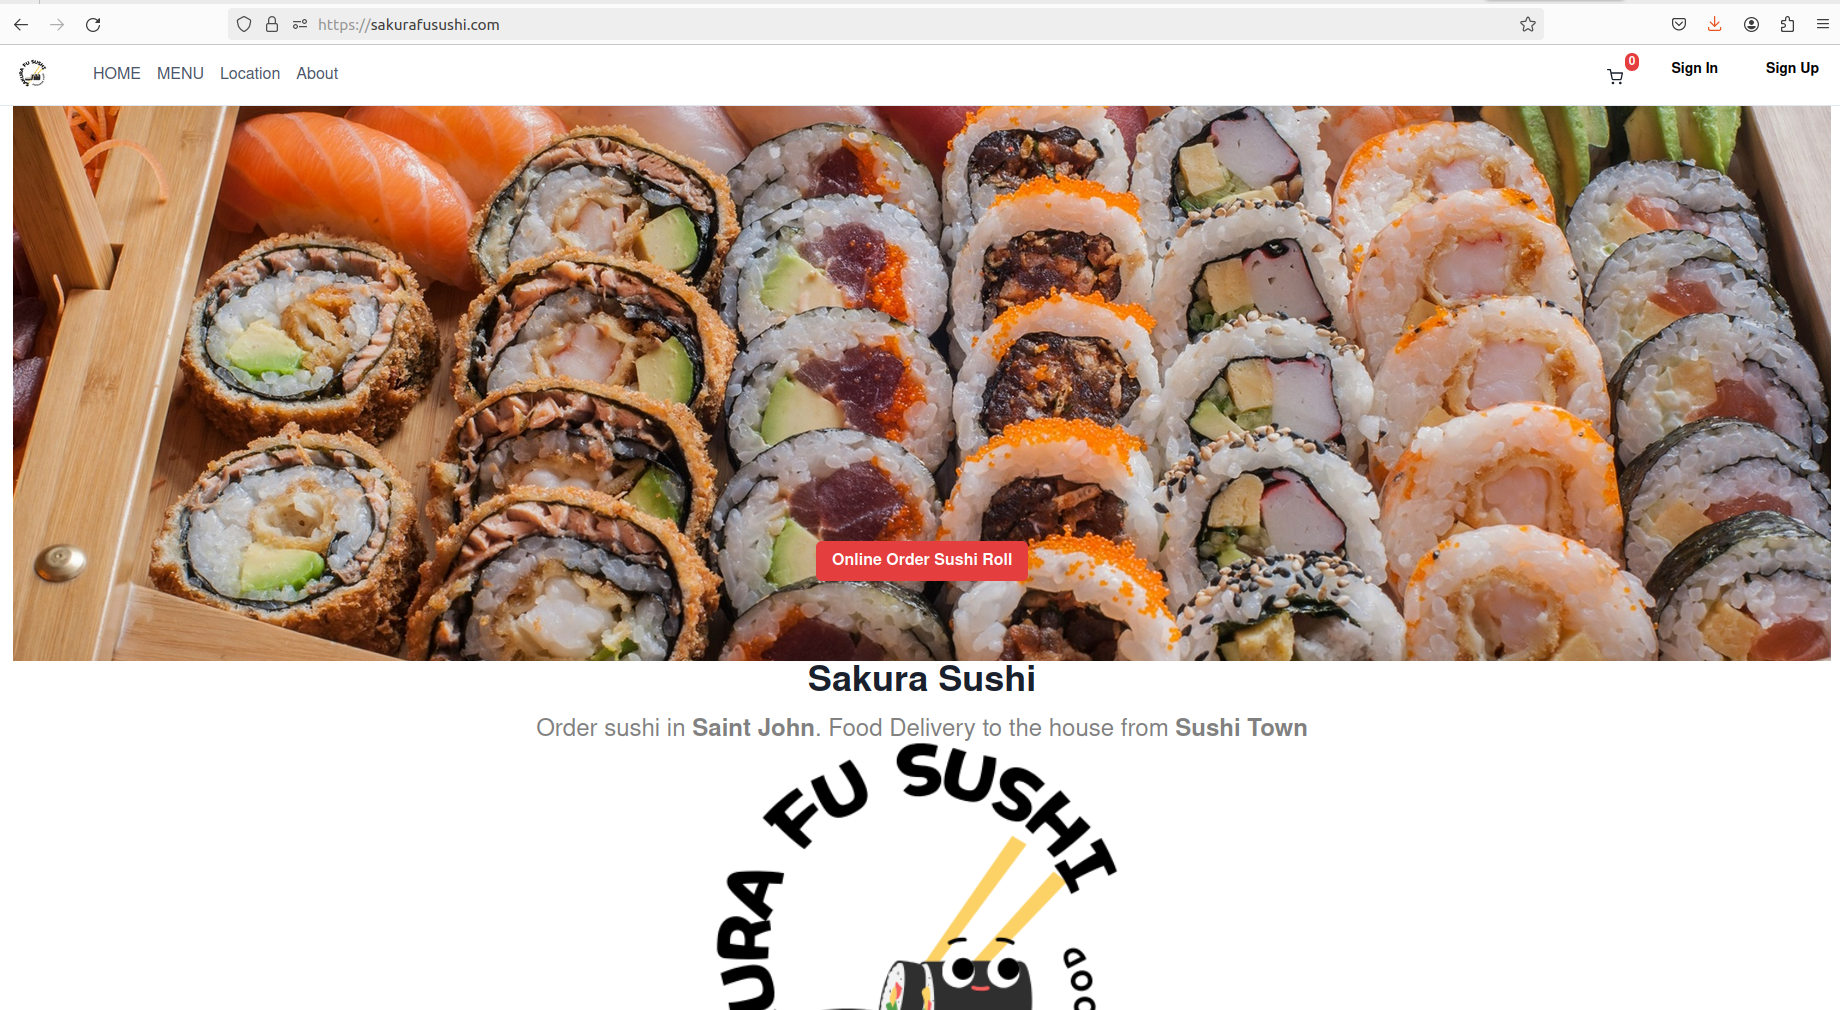 https://sakurafusushi.com
HOME MENU Location About
0
Sign In Sign Up
Online Order Sushi Roll
Sakura Sushi
Order sushi in Saint John. Food Delivery to the house from Sushi Town
URA FU SUSHI